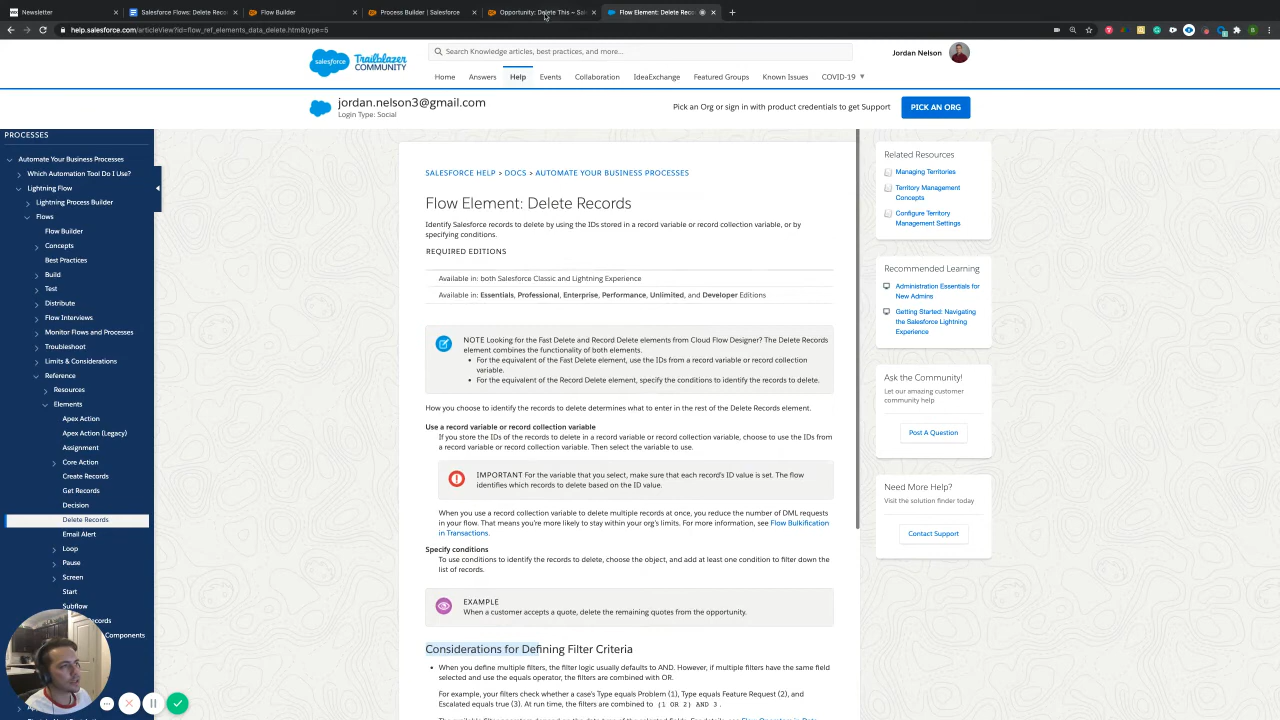 Newsletter
Salesforce Flows: Delete Rec
Flow Builder
Process Builder | Salesforce
Opportunity: Delete This ~ Sal
Flow Element: Delete Reco
help.salesforce.com/articleView?id=flow_ref_elements_data_delete.htm&type=5
salesforce
Trailblazer
COMMUNITY
Search Knowledge articles, best practices, and more...
Jordan Nelson
Home
Answers
Help
Events
Collaboration
IdeaExchange
Featured Groups
Known Issues
COVID-19
jordan.nelson3@gmail.com
Login Type: Social
Pick an Org or sign in with product credentials to get Support
PICK AN ORG
PROCESSES
Automate Your Business Processes
Which Automation Tool Do I Use?
Lightning Flow
Lightning Process Builder
Flows
Flow Builder
Concepts
Best Practices
Build
Test
Distribute
Flow Interviews
Monitor Flows and Processes
Troubleshoot
Limits & Considerations
Reference
Resources
Elements
Apex Action
Apex Action (Legacy)
Assignment
Core Action
Create Records
Get Records
Decision
Delete Records
Email Alert
Loop
Pause
Screen
Start
Subflow
ecords
Components
SALESFORCE HELP > DOCS > AUTOMATE YOUR BUSINESS PROCESSES
Flow Element: Delete Records
Identify Salesforce records to delete by using the IDs stored in a record variable or record collection variable, or by
specifying conditions.
REQUIRED EDITIONS
Available in: both Salesforce Classic and Lightning Experience
Available in: Essentials, Professional, Enterprise, Performance, Unlimited, and Developer Editions
NOTE Looking for the Fast Delete and Record Delete elements from Cloud Flow Designer? The Delete Records
element combines the functionality of both elements.
• For the equivalent of the Fast Delete element, use the IDs from a record variable or record collection
variable.
• For the equivalent of the Record Delete element, specify the conditions to identify the records to delete.
How you choose to identify the records to delete determines what to enter in the rest of the Delete Records element.
Use a record variable or record collection variable
If you store the IDs of the records to delete in a record variable or record collection variable, choose to use the IDs from
a record variable or record collection variable. Then select the variable to use.
IMPORTANT For the variable that you select, make sure that each record's ID value is set. The flow
identifies which records to delete based on the ID value.
When you use a record collection variable to delete multiple records at once, you reduce the number of DML requests
in your flow. That means you're more likely to stay within your org's limits. For more information, see Flow Bulkification
in Transactions.
Specify conditions
To use conditions to identify the records to delete, choose the object, and add at least one condition to filter down the
list of records.
EXAMPLE
When a customer accepts a quote, delete the remaining quotes from the opportunity.
Considerations for Defining Filter Criteria
• When you define multiple filters, the filter logic usually defaults to AND. However, if multiple filters have the same field
selected and use the equals operator, the filters are combined with OR.
For example, your filters check whether a case's Type equals Problem (1), Type equals Feature Request (2), and
Escalated equals true (3). At run time, the filters are combined to (1 OR 2) AND 3.
Related Resources
Managing Territories
Territory Management
Concepts
Configure Territory
Management Settings
Recommended Learning
Administration Essentials for
New Admins
Getting Started: Navigating
the Salesforce Lightning
Experience
Ask the Community!
Let our amazing customer
community help
Post A Question
Need More Help?
Visit the solution finder today
Contact Support